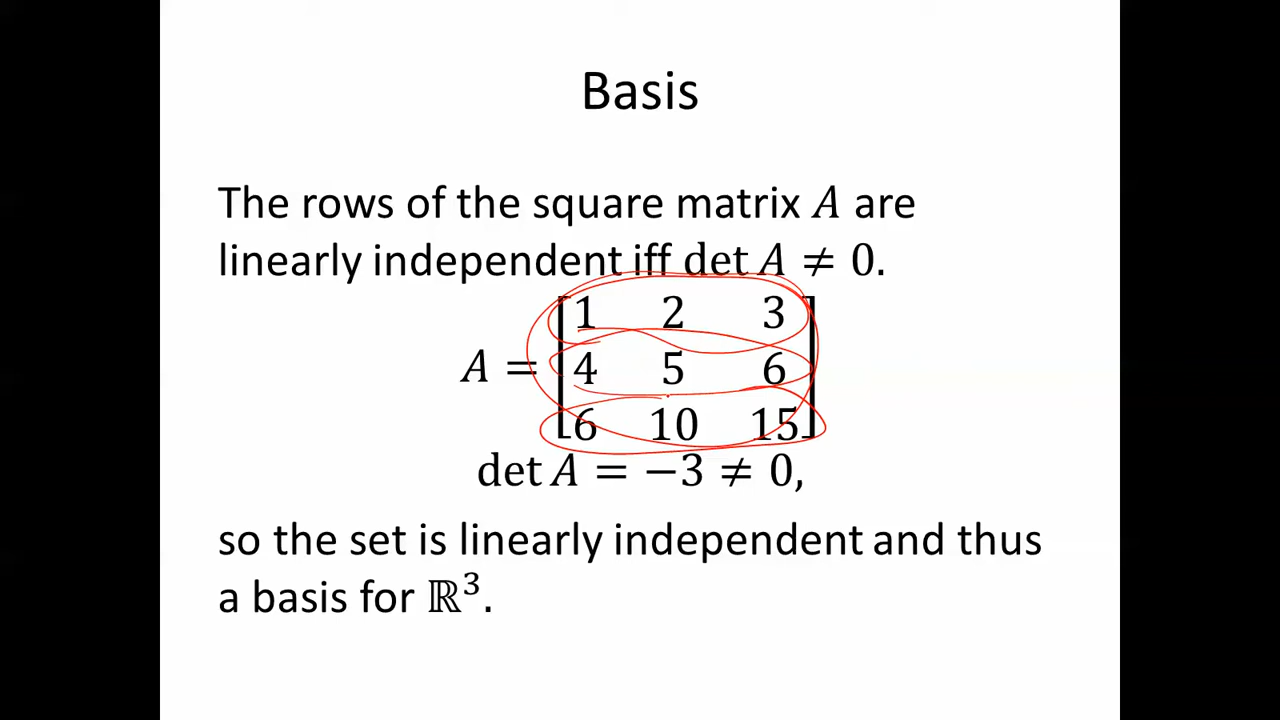 Basis
The rows of the square matrix A are
linearly independent iff det A ≠ 0.
1 2 3
A = 4 5 6
6 10 15
det A = −3 ≠ 0,
so the set is linearly independent and thus
a basis for ℝ³.